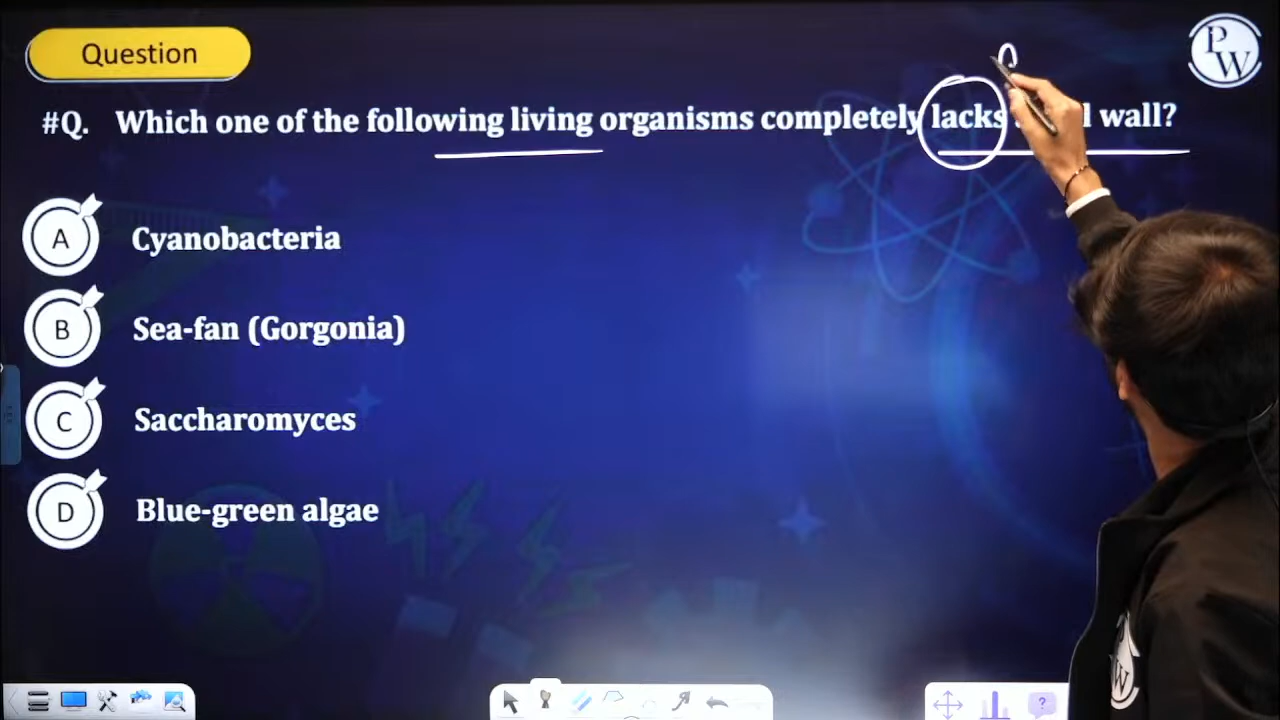 Question
PW
#Q. Which one of the following living organisms completely lacks wall?
A Cyanobacteria
B Sea-fan (Gorgonia)
C Saccharomyces
D Blue-green algae
W
?